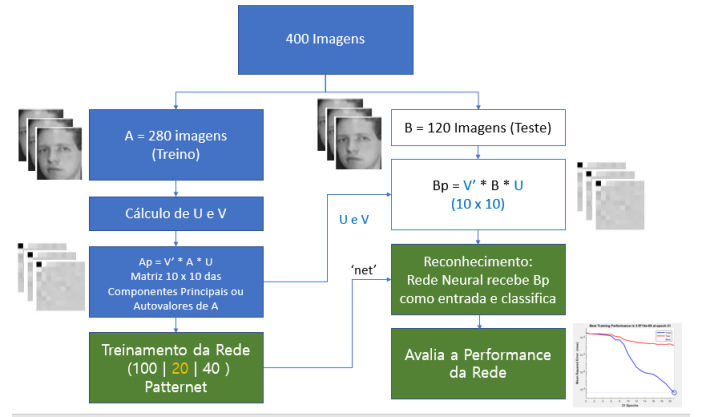 400 Imagens
A = 280 imagens
(Treino)
B = 120 Imagens (Teste)
Cálculo de U e V
Bp = V' * B * U
(10 x 10)
U e V
Ap = V' * A * U
Matriz 10 x 10 das
Componentes Principais ou
Autovalores de A
'net'
Reconhecimento:
Rede Neural recebe Bp
como entrada e classifica
Treinamento da Rede
(100 | 20 | 40 )
Patternet
Avalia a Performance
da Rede